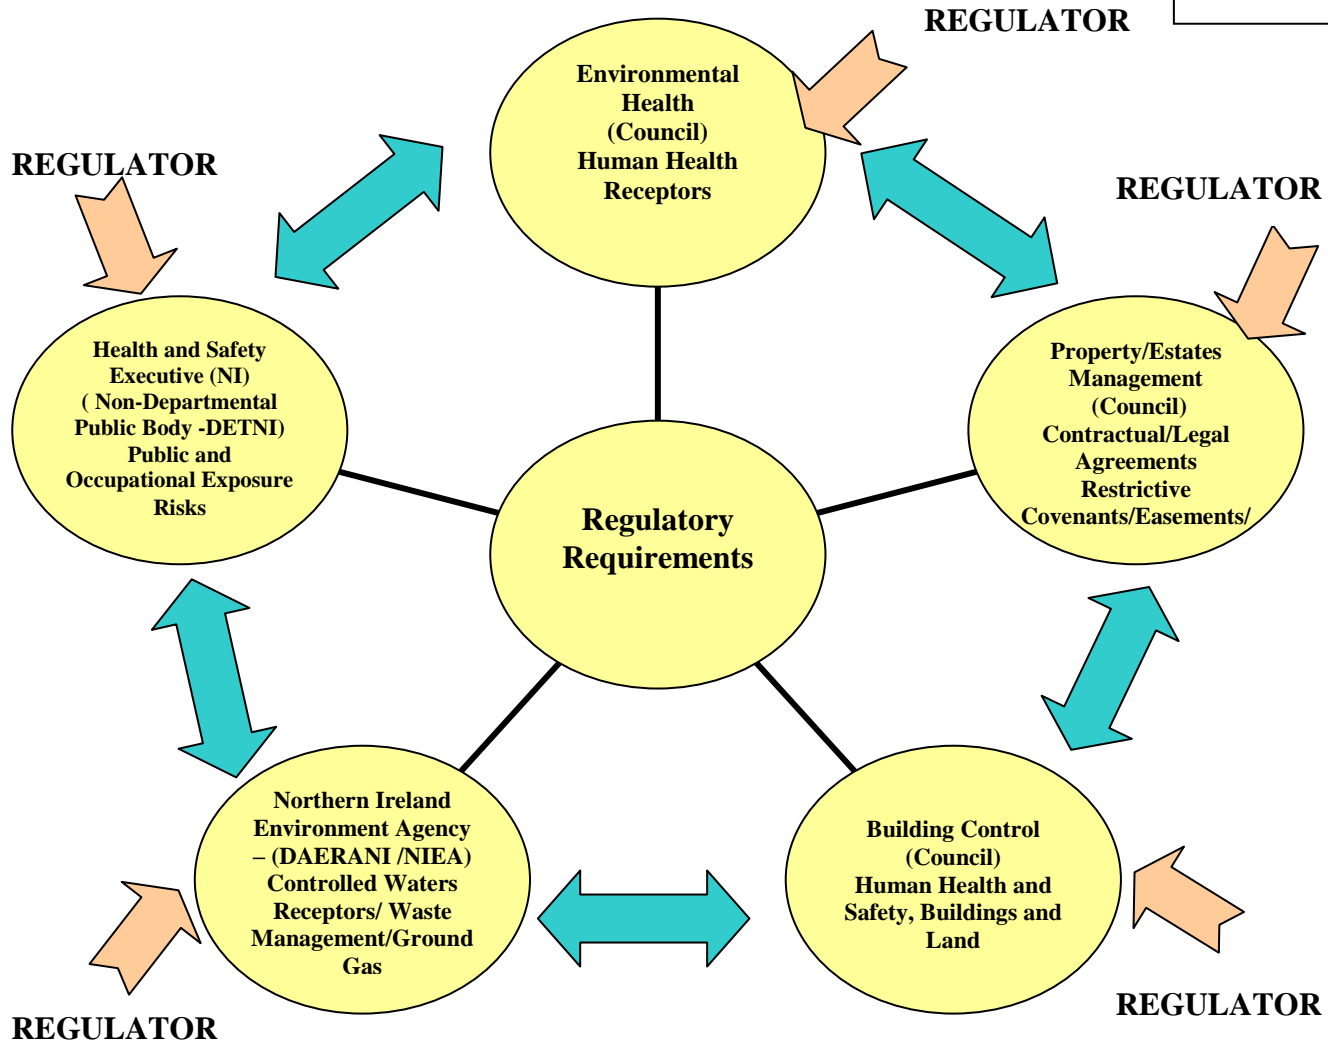 REGULATOR
Environmental
Health
(Council)
Human Health
Receptors
REGULATOR
REGULATOR
Health and Safety
Executive (NI)
( Non-Departmental
Public Body -DETNI)
Public and
Occupational Exposure
Risks
Property/Estates
Management
(Council)
Contractual/Legal
Agreements
Restrictive
Covenants/Easements/
Regulatory
Requirements
Northern Ireland
Environment Agency
– (DAERANI /NIEA)
Controlled Waters
Receptors/ Waste
Management/Ground
Gas
Building Control
(Council)
Human Health and
Safety, Buildings and
Land
REGULATOR
REGULATOR